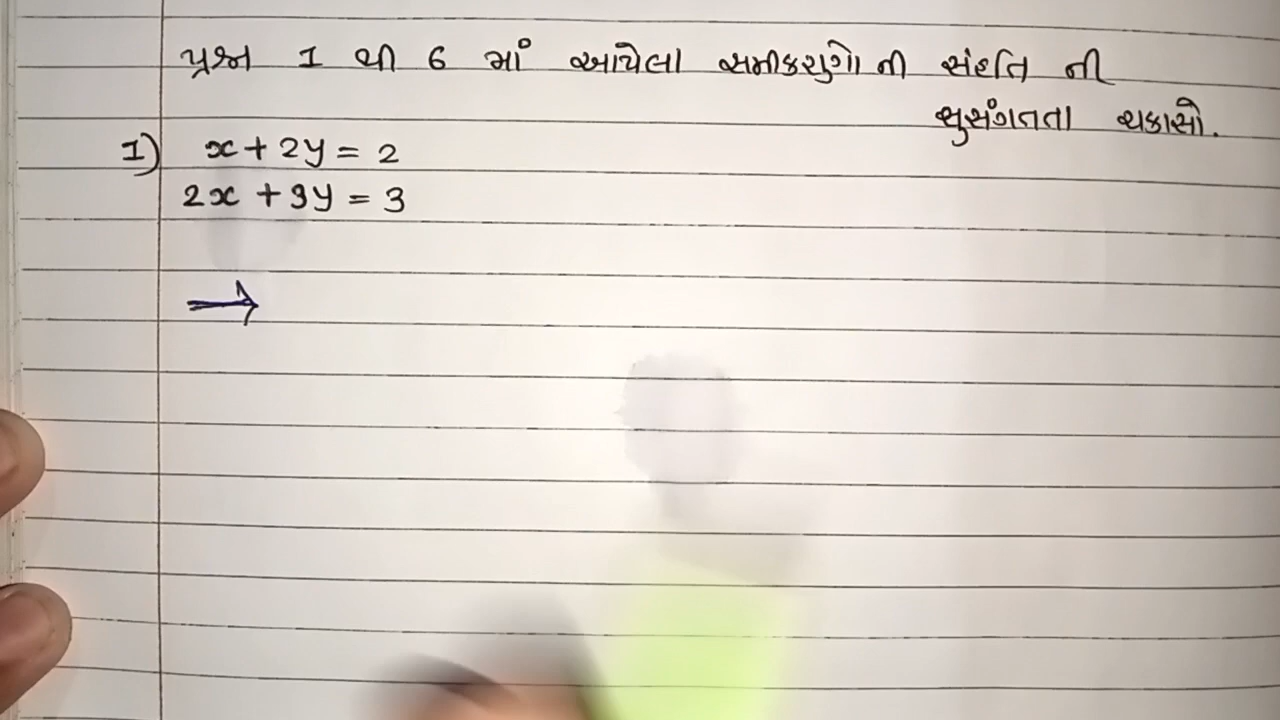 પ્રશ્ન 1 થી 6 માં આપેલા સમીકરણો ની સંહતિ ની
સુસંગતતા ચકાસો.
1) x + 2y = 2
2x + 3y = 3
→